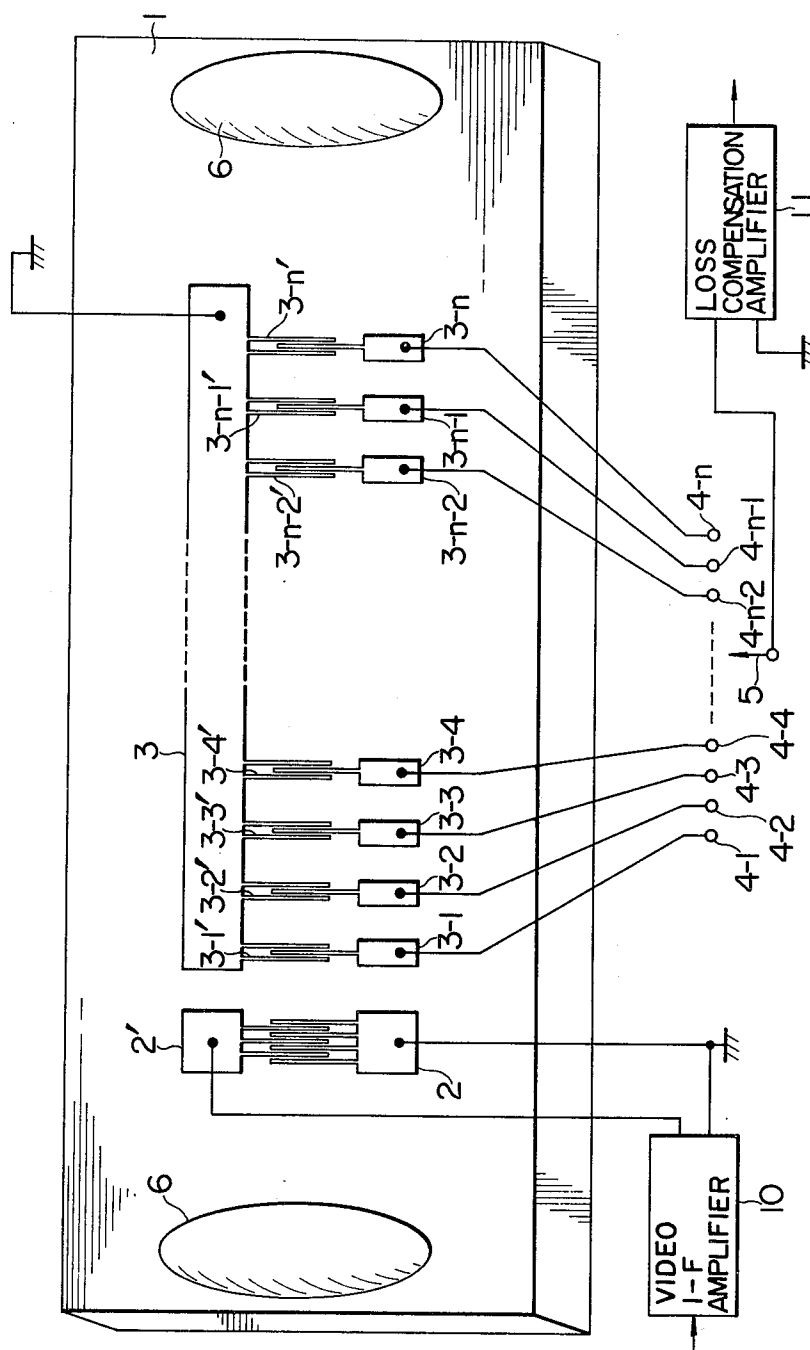 1
6
3
3-1'
3-2'
3-3'
3-4'
3-n-2'
3-n-1'
3-n'
2'
2
3-1
3-2
3-3
3-4
3-n-2
3-n-1
3-n
6
4-1
4-2
4-3
4-4
5
4-n-2
4-n-1
4-n
VIDEO
I-F
AMPLIFIER
10
LOSS
COMPENSATION
AMPLIFIER
11